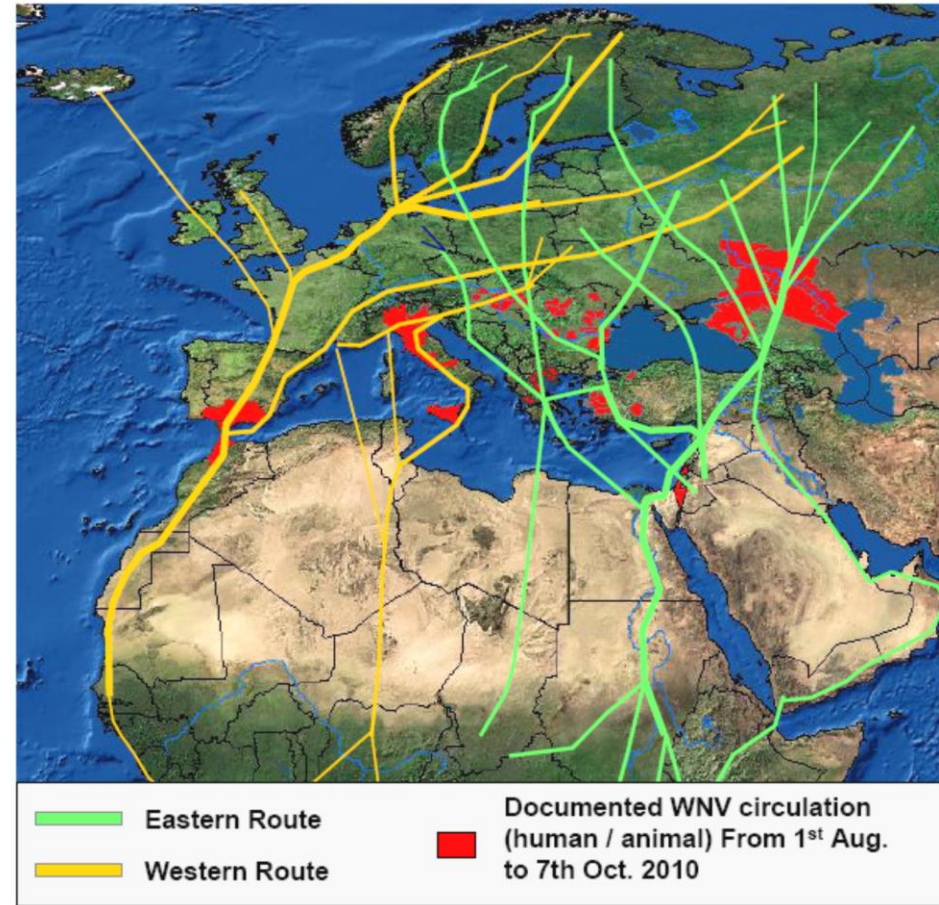 Eastern Route
Western Route
Documented WNV circulation
(human / animal) From 1st Aug.
to 7th Oct. 2010